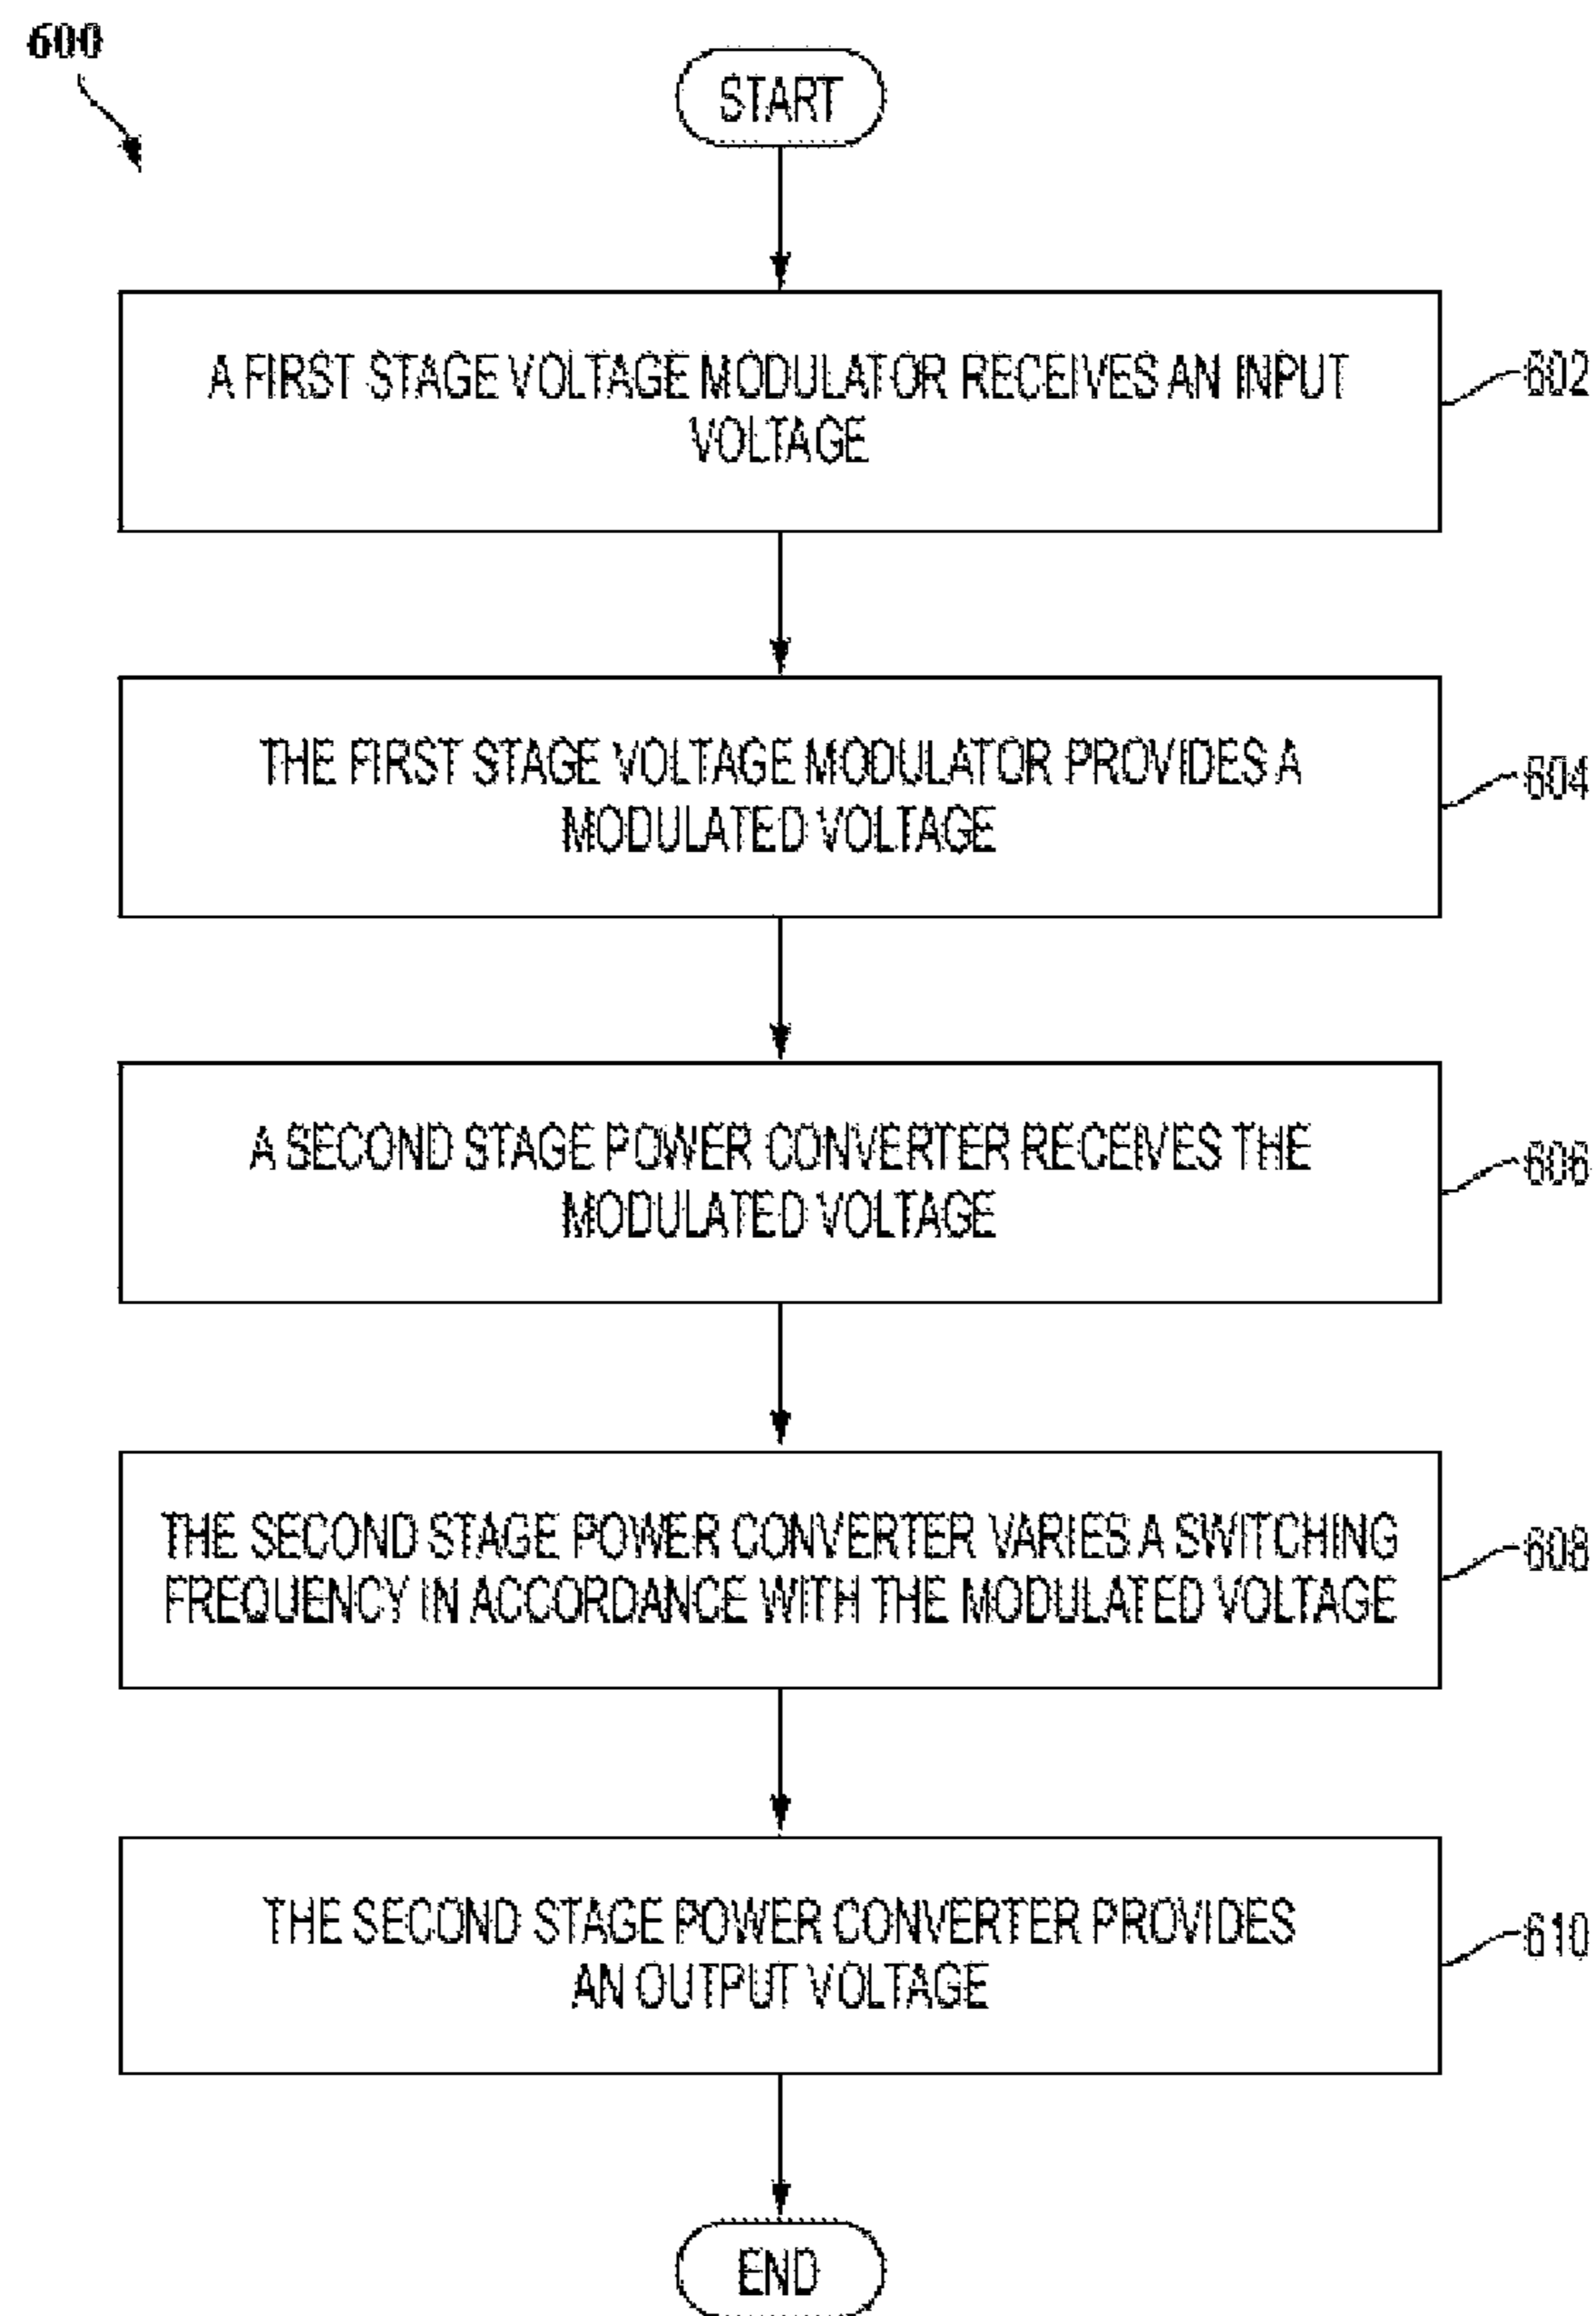 600
START
A FIRST STAGE VOLTAGE MODULATOR RECEIVES AN INPUT
VOLTAGE
602
THE FIRST STAGE VOLTAGE MODULATOR PROVIDES A
MODULATED VOLTAGE
604
A SECOND STAGE POWER CONVERTER RECEIVES THE
MODULATED VOLTAGE
606
THE SECOND STAGE POWER CONVERTER VARIES A SWITCHING
FREQUENCY IN ACCORDANCE WITH THE MODULATED VOLTAGE
608
THE SECOND STAGE POWER CONVERTER PROVIDES
AN OUTPUT VOLTAGE
610
END